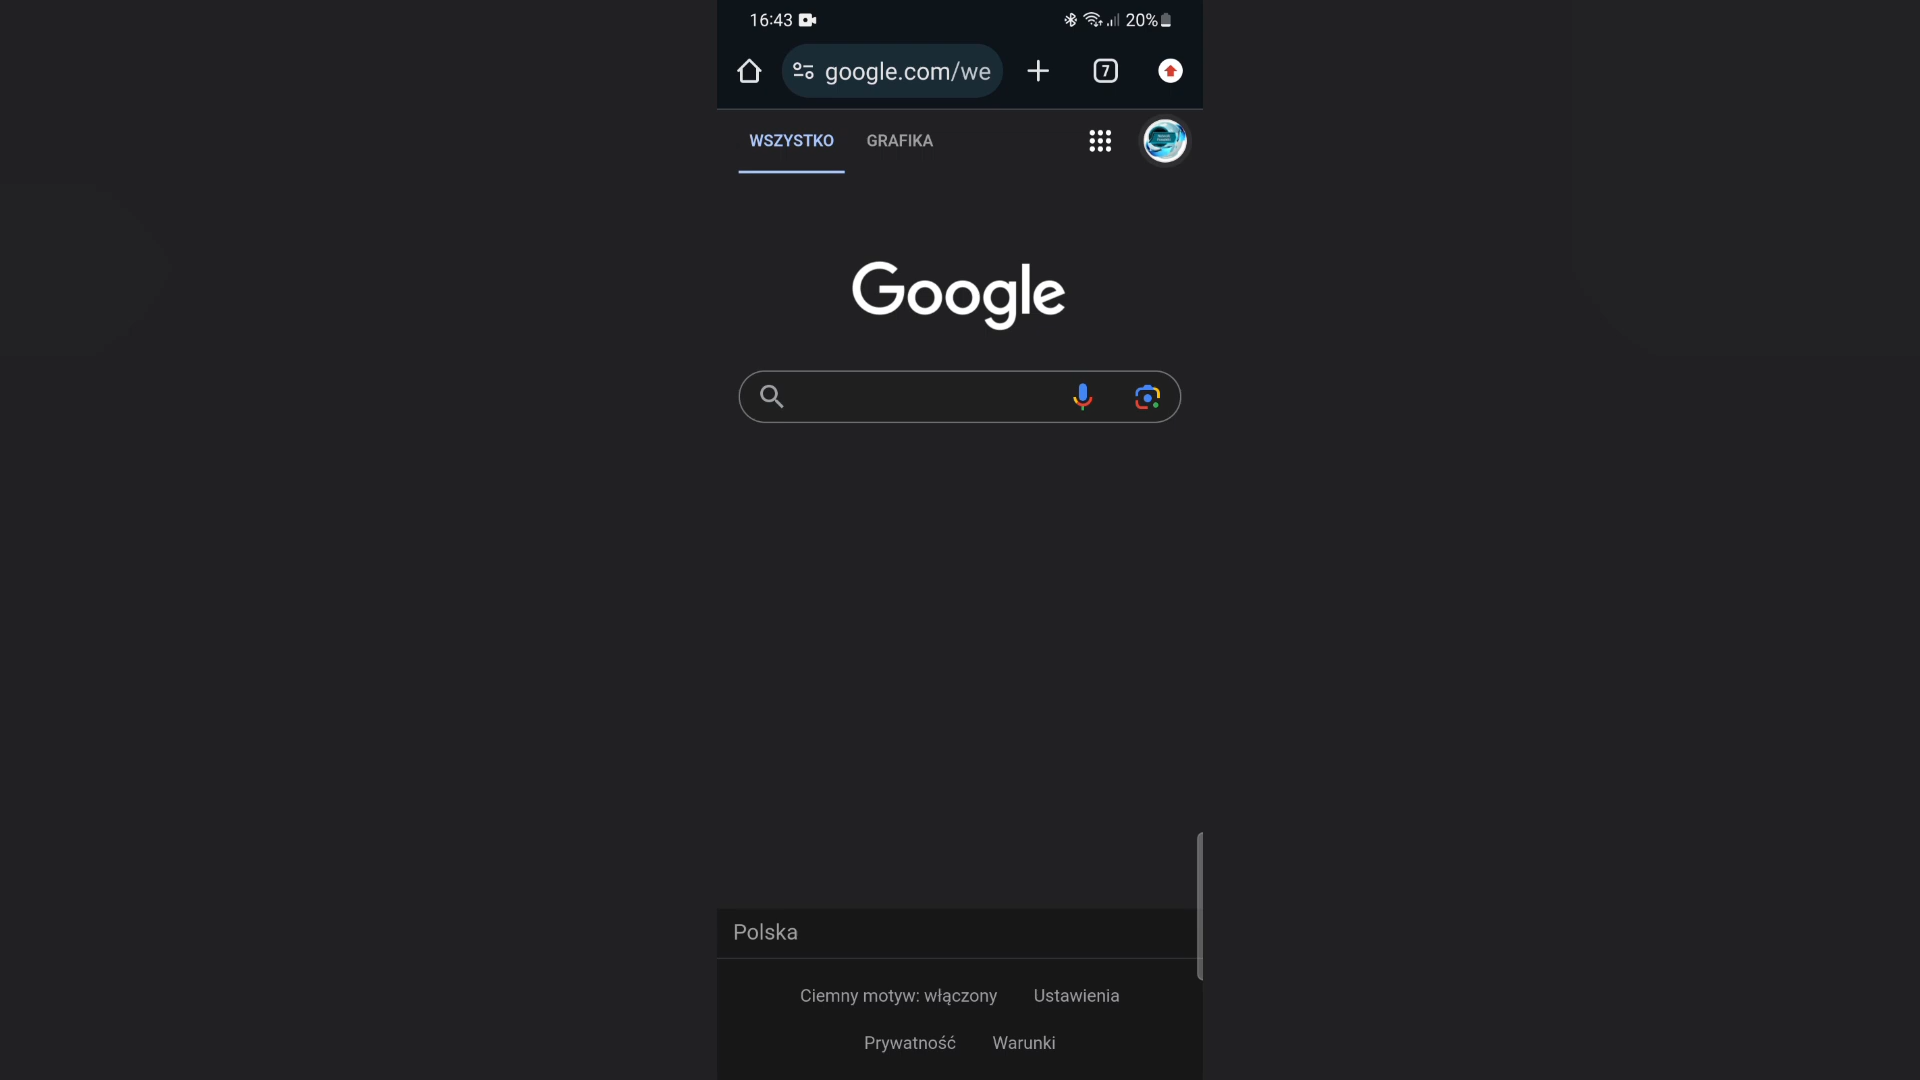 16:43 20%
google.com/we 7
WSZYSTKO GRAFIKA
Google
Polska
Ciemny motyw: włączony Ustawienia
Prywatność Warunki